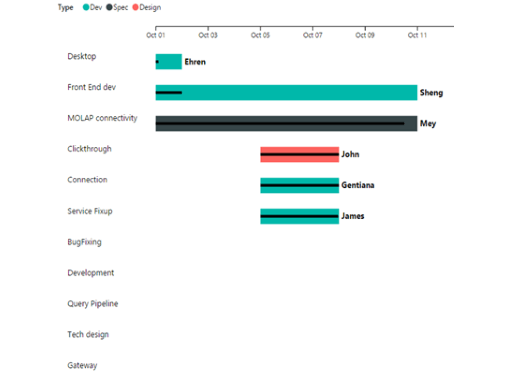 Type Dev Spec Design
Oct 01 Oct 03 Oct 05 Oct 07 Oct 09 Oct 11
Desktop Ehren
Front End dev Sheng
MOLAP connectivity Mey
Clickthrough John
Connection Gentiana
Service Fixup James
BugFixing
Development
Query Pipeline
Tech design
Gateway